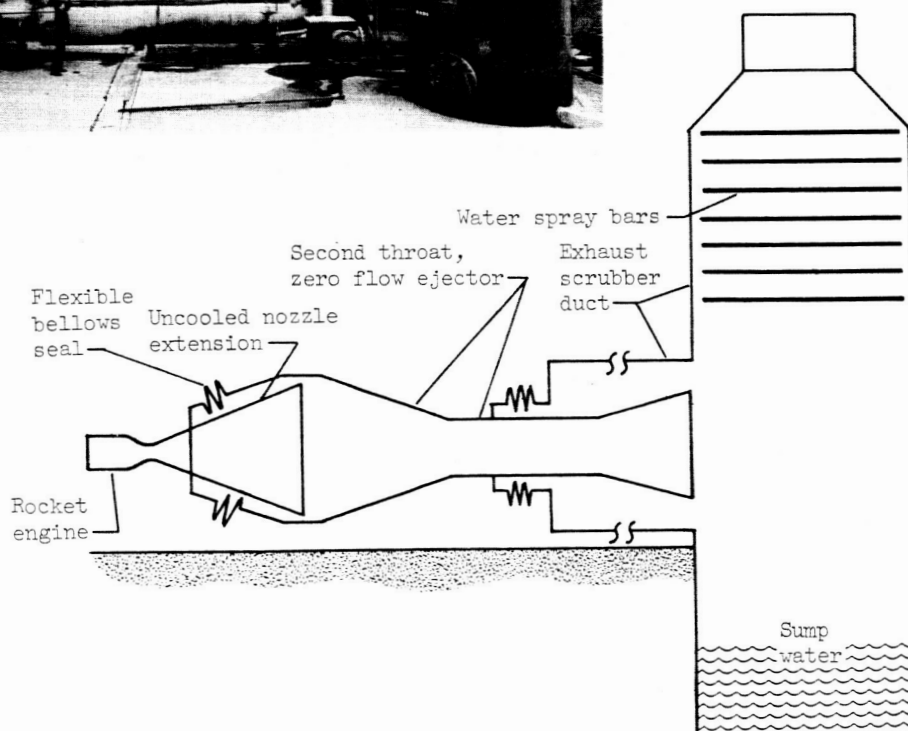 Water spray bars
Second throat,
zero flow ejector
Exhaust
scrubber
duct
Flexible
bellows
seal
Uncooled nozzle
extension
Rocket
engine
Sump
water